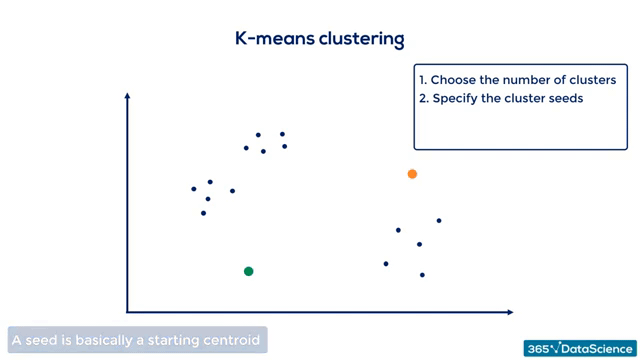 K-means clustering
1. Choose the number of clusters
2. Specify the cluster seeds
A seed is basically a starting centroid
365 DataScience